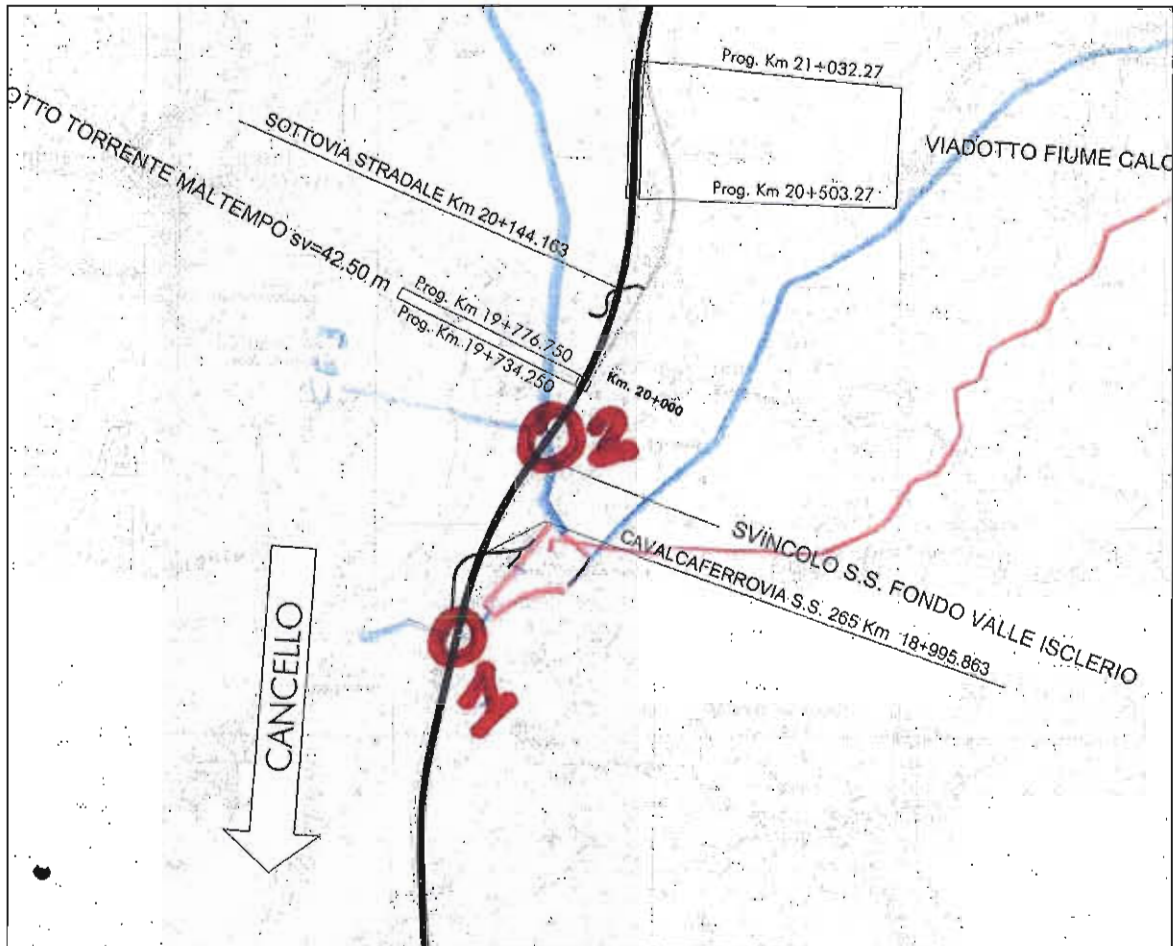 Prog. Km 21+032.27
VIADOTTO FIUME CALO
Prog. Km 20+503.27
SOTTOVIA STRADALE Km 20+144.163
OTTO TORRENTE MALTEMPO sv=42.50 m
Prog. Km 19+776.750
Prog. Km 19+734.250
Km. 20+000
2
SVINCOLO S.S. FONDO VALLE ISCLERIO
CAVALCAFERROVIA S.S. 265 Km 18+995.863
1
CANCELLO